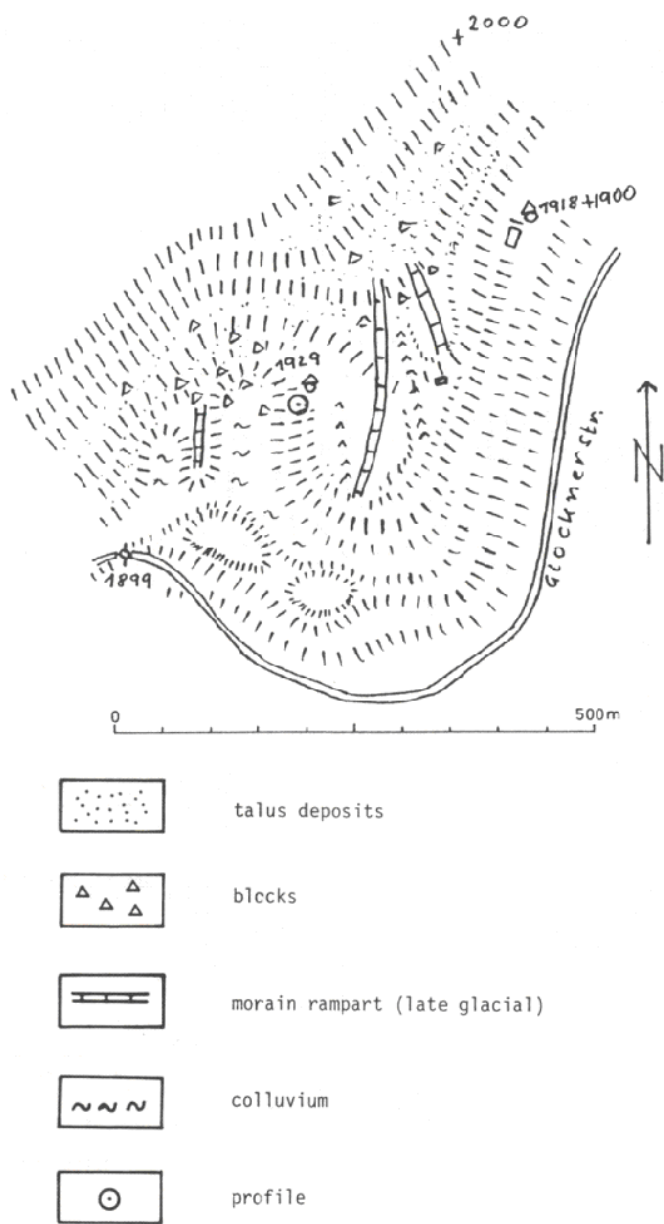 +2000
1918+1900
1929
Glocknerstr.
N
1899
0 500m
talus deposits
blocks
morain rampart (late glacial)
colluvium
profile